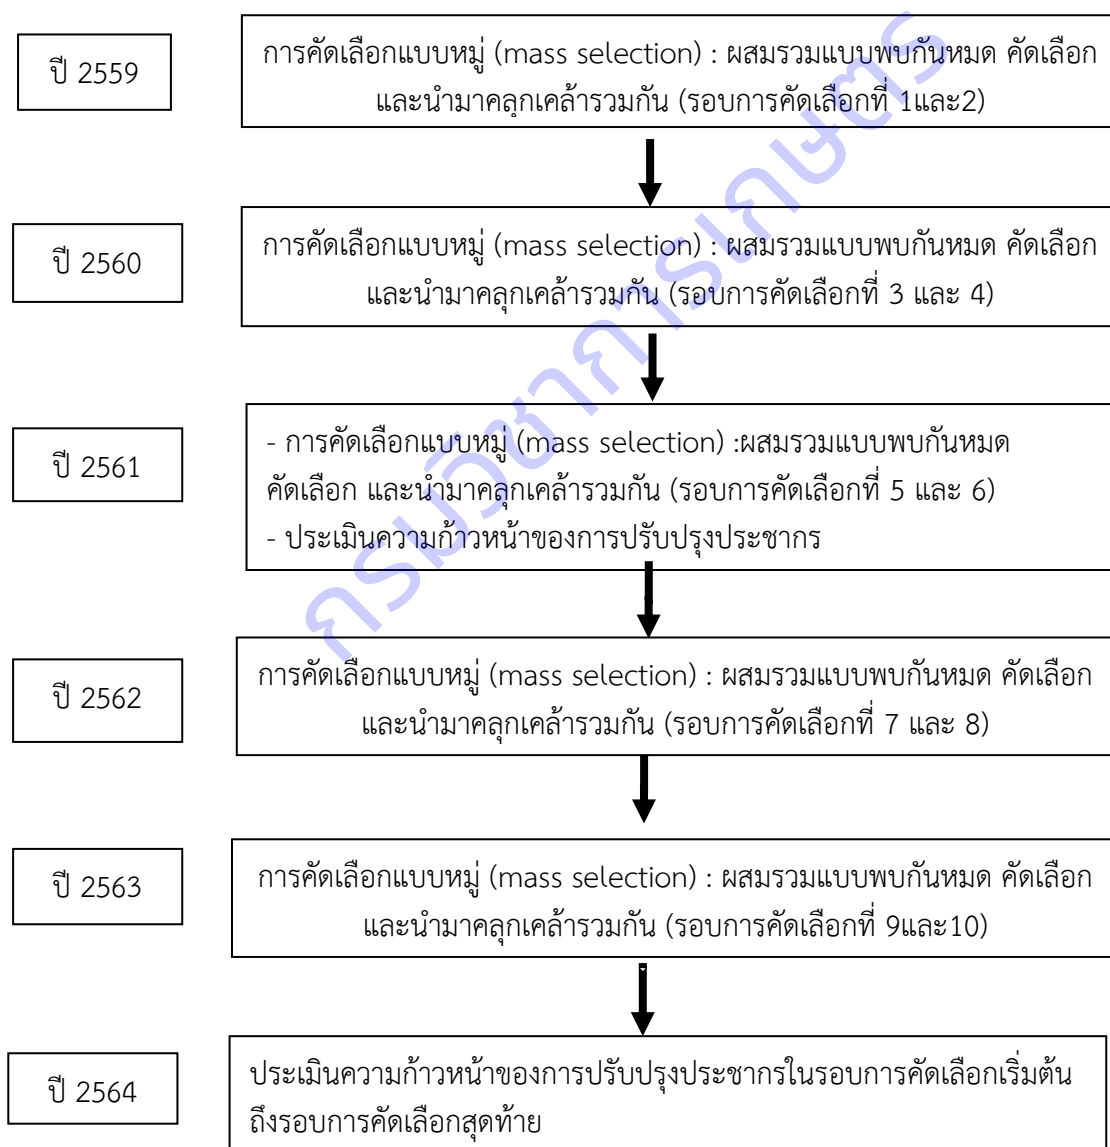 ปี 2559
การคัดเลือกแบบหมู่ (mass selection) : ผสมรวมแบบพบกันหมด คัดเลือก
และนำมาคลุกเคล้ารวมกัน (รอบการคัดเลือกที่ 1และ2)
ปี 2560
การคัดเลือกแบบหมู่ (mass selection) : ผสมรวมแบบพบกันหมด คัดเลือก
และนำมาคลุกเคล้ารวมกัน (รอบการคัดเลือกที่ 3 และ 4)
ปี 2561
- การคัดเลือกแบบหมู่ (mass selection) :ผสมรวมแบบพบกันหมด
คัดเลือก และนำมาคลุกเคล้ารวมกัน (รอบการคัดเลือกที่ 5 และ 6)
- ประเมินความก้าวหน้าของการปรับปรุงประชากร
ปี 2562
การคัดเลือกแบบหมู่ (mass selection) : ผสมรวมแบบพบกันหมด คัดเลือก
และนำมาคลุกเคล้ารวมกัน (รอบการคัดเลือกที่ 7 และ 8)
ปี 2563
การคัดเลือกแบบหมู่ (mass selection) : ผสมรวมแบบพบกันหมด คัดเลือก
และนำมาคลุกเคล้ารวมกัน (รอบการคัดเลือกที่ 9และ10)
ปี 2564
ประเมินความก้าวหน้าของการปรับปรุงประชากรในรอบการคัดเลือกเริ่มต้น
ถึงรอบการคัดเลือกสุดท้าย
กรมวิชาการเกษตร